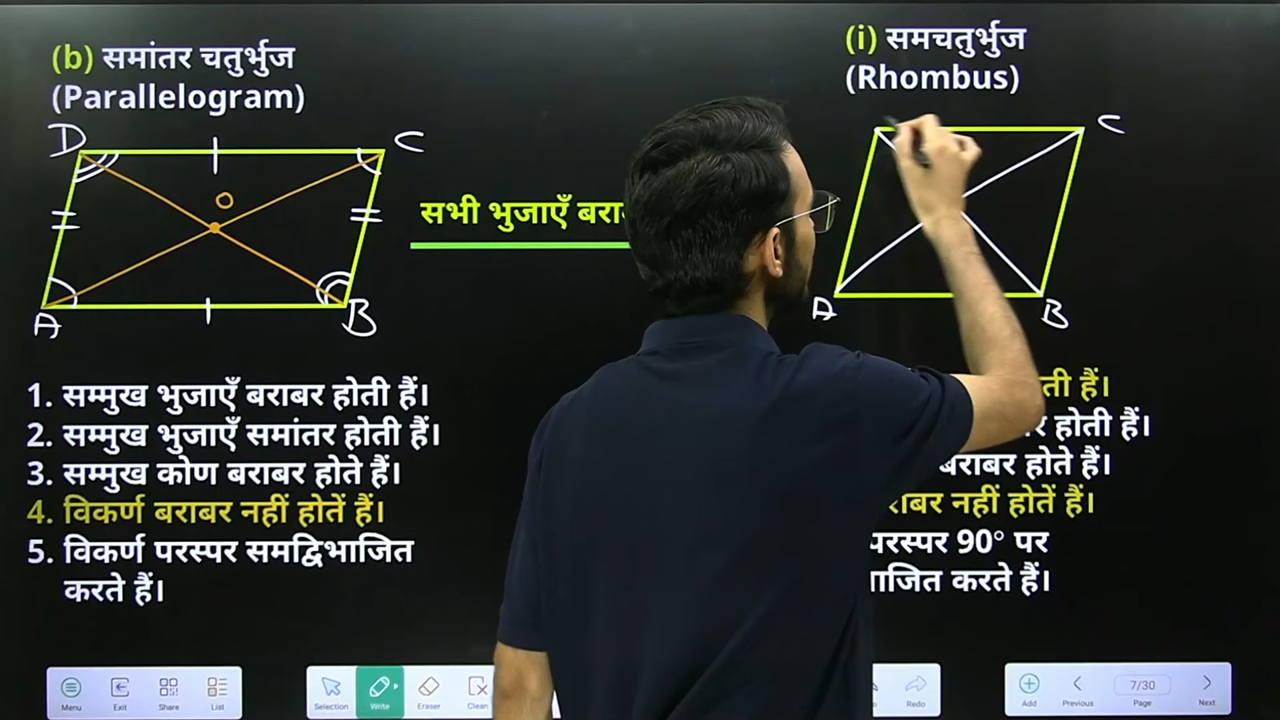 (b) समांतर चतुर्भुज
(Parallelogram)
D
C
O
A
B
1. सम्मुख भुजाएँ बराबर होती हैं।
2. सम्मुख भुजाएँ समांतर होती हैं।
3. सम्मुख कोण बराबर होते हैं।
4. विकर्ण बराबर नहीं होतें हैं।
5. विकर्ण परस्पर समद्विभाजित
करते हैं।
सभी भुजाएँ
(i) समचतुर्भुज
(Rhombus)
C
A
B
हैं।
होती हैं।
बराबर होते हैं।
नहीं होतें हैं।
परस्पर 90° पर
करते हैं।
Menu Exit Share List
Selection Write Eraser Clean
Redo
Add Previous 7/30 Page Next